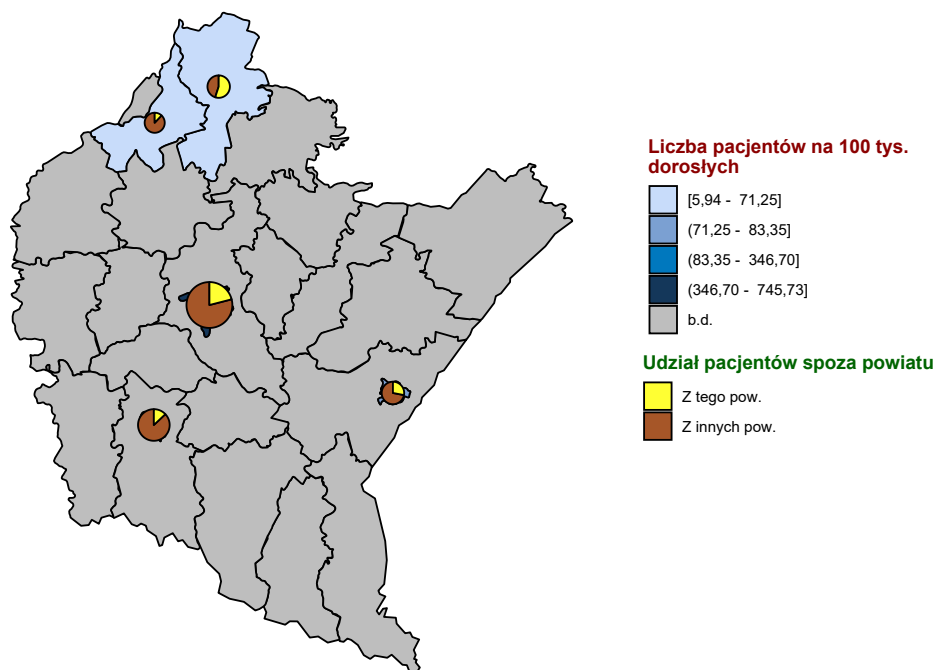 Liczba pacjentów na 100 tys.
dorosłych
[5,94 - 71,25]
(71,25 - 83,35]
(83,35 - 346,70]
(346,70 - 745,73]
b.d.
Udział pacjentów spoza powiatu
Z tego pow.
Z innych pow.